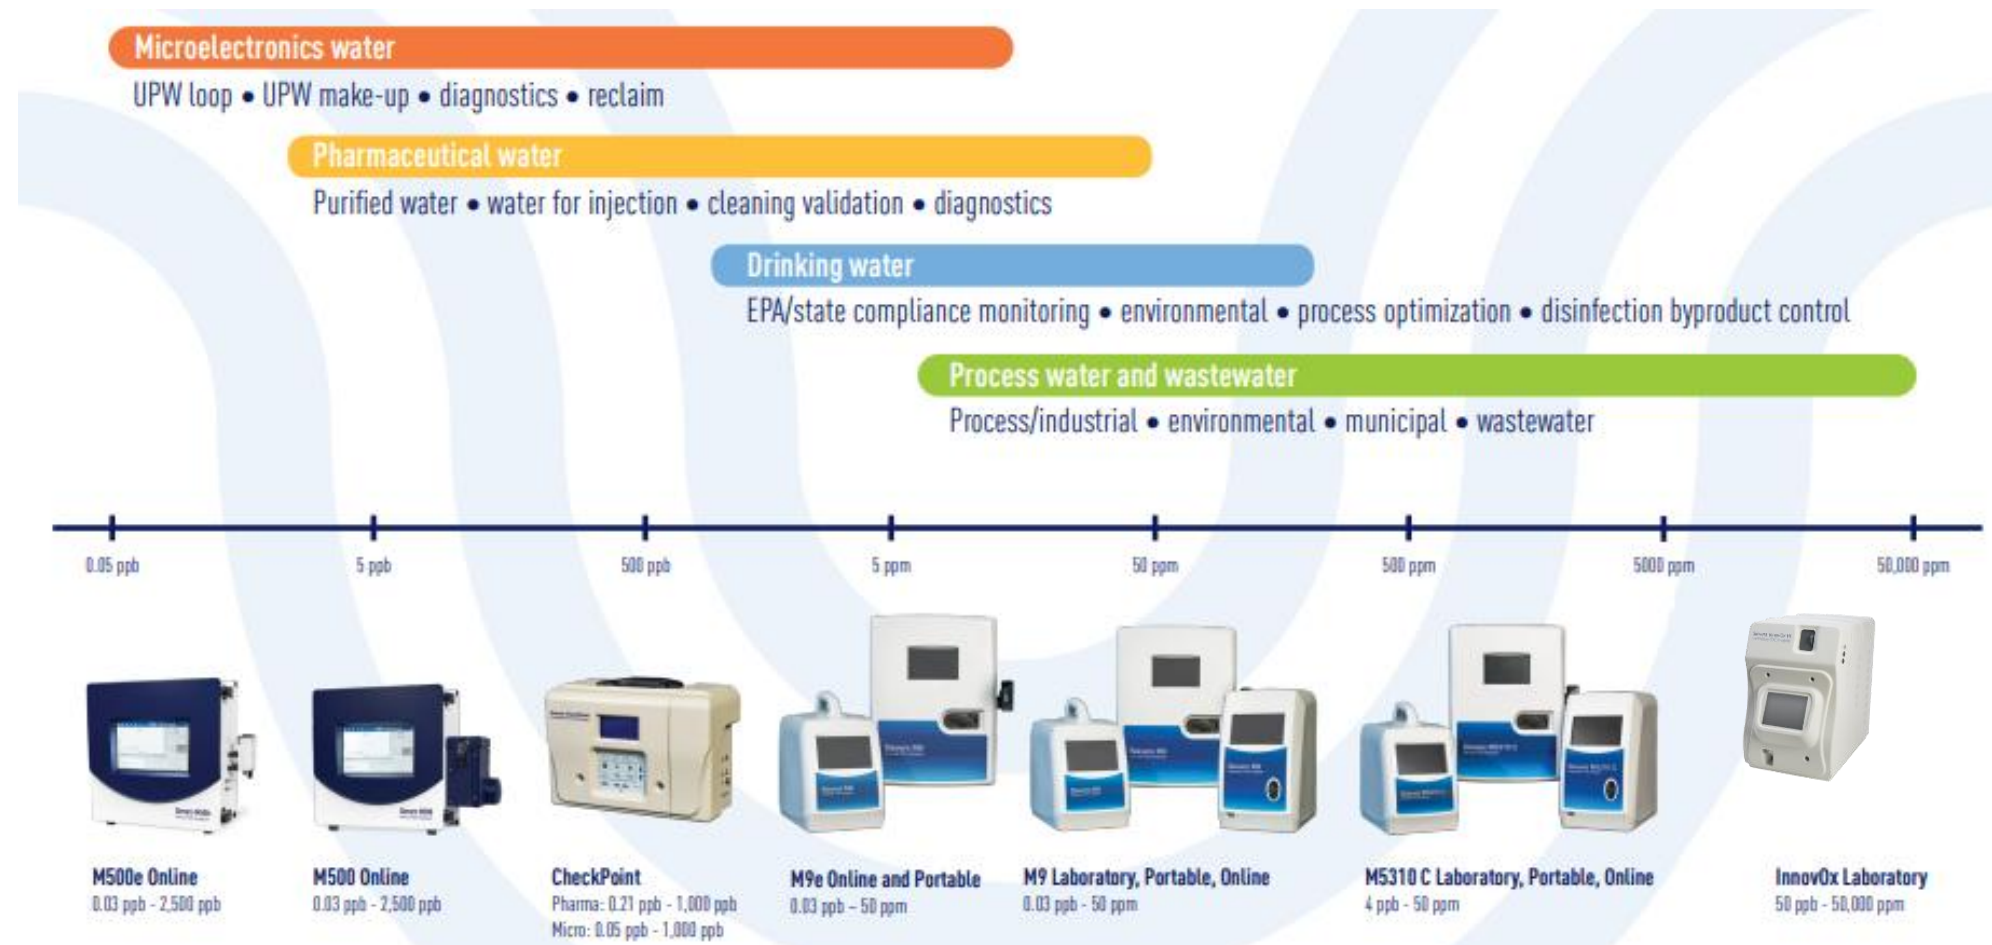 Microelectronics water
UPW loop • UPW make-up • diagnostics • reclaim
Pharmaceutical water
Purified water • water for injection • cleaning validation • diagnostics
Drinking water
EPA/state compliance monitoring • environmental • process optimization • disinfection byproduct control
Process water and wastewater
Process/industrial • environmental • municipal • wastewater
0.05 ppb
5 ppb
500 ppb
5 ppm
50 ppm
500 ppm
5000 ppm
50,000 ppm
M500e Online
0.03 ppb - 2,500 ppb
M500 Online
0.03 ppb - 2,500 ppb
CheckPoint
Pharma: 0.21 ppb - 1,000 ppb
Micro: 0.05 ppb - 1,000 ppb
M9e Online and Portable
0.03 ppb – 50 ppm
M9 Laboratory, Portable, Online
0.03 ppb - 50 ppm
M5310 C Laboratory, Portable, Online
4 ppb - 50 ppm
InnovOx Laboratory
50 ppb - 50,000 ppm